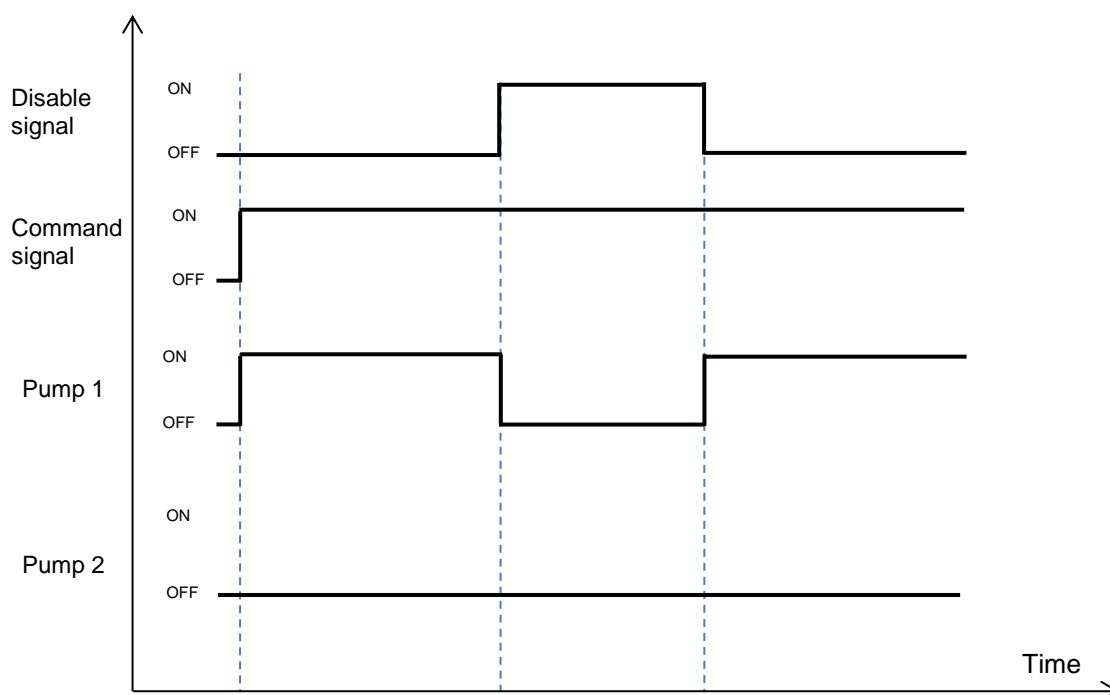 Disable
signal
ON
OFF
Command
signal
ON
OFF
Pump 1
ON
OFF
Pump 2
ON
OFF
Time